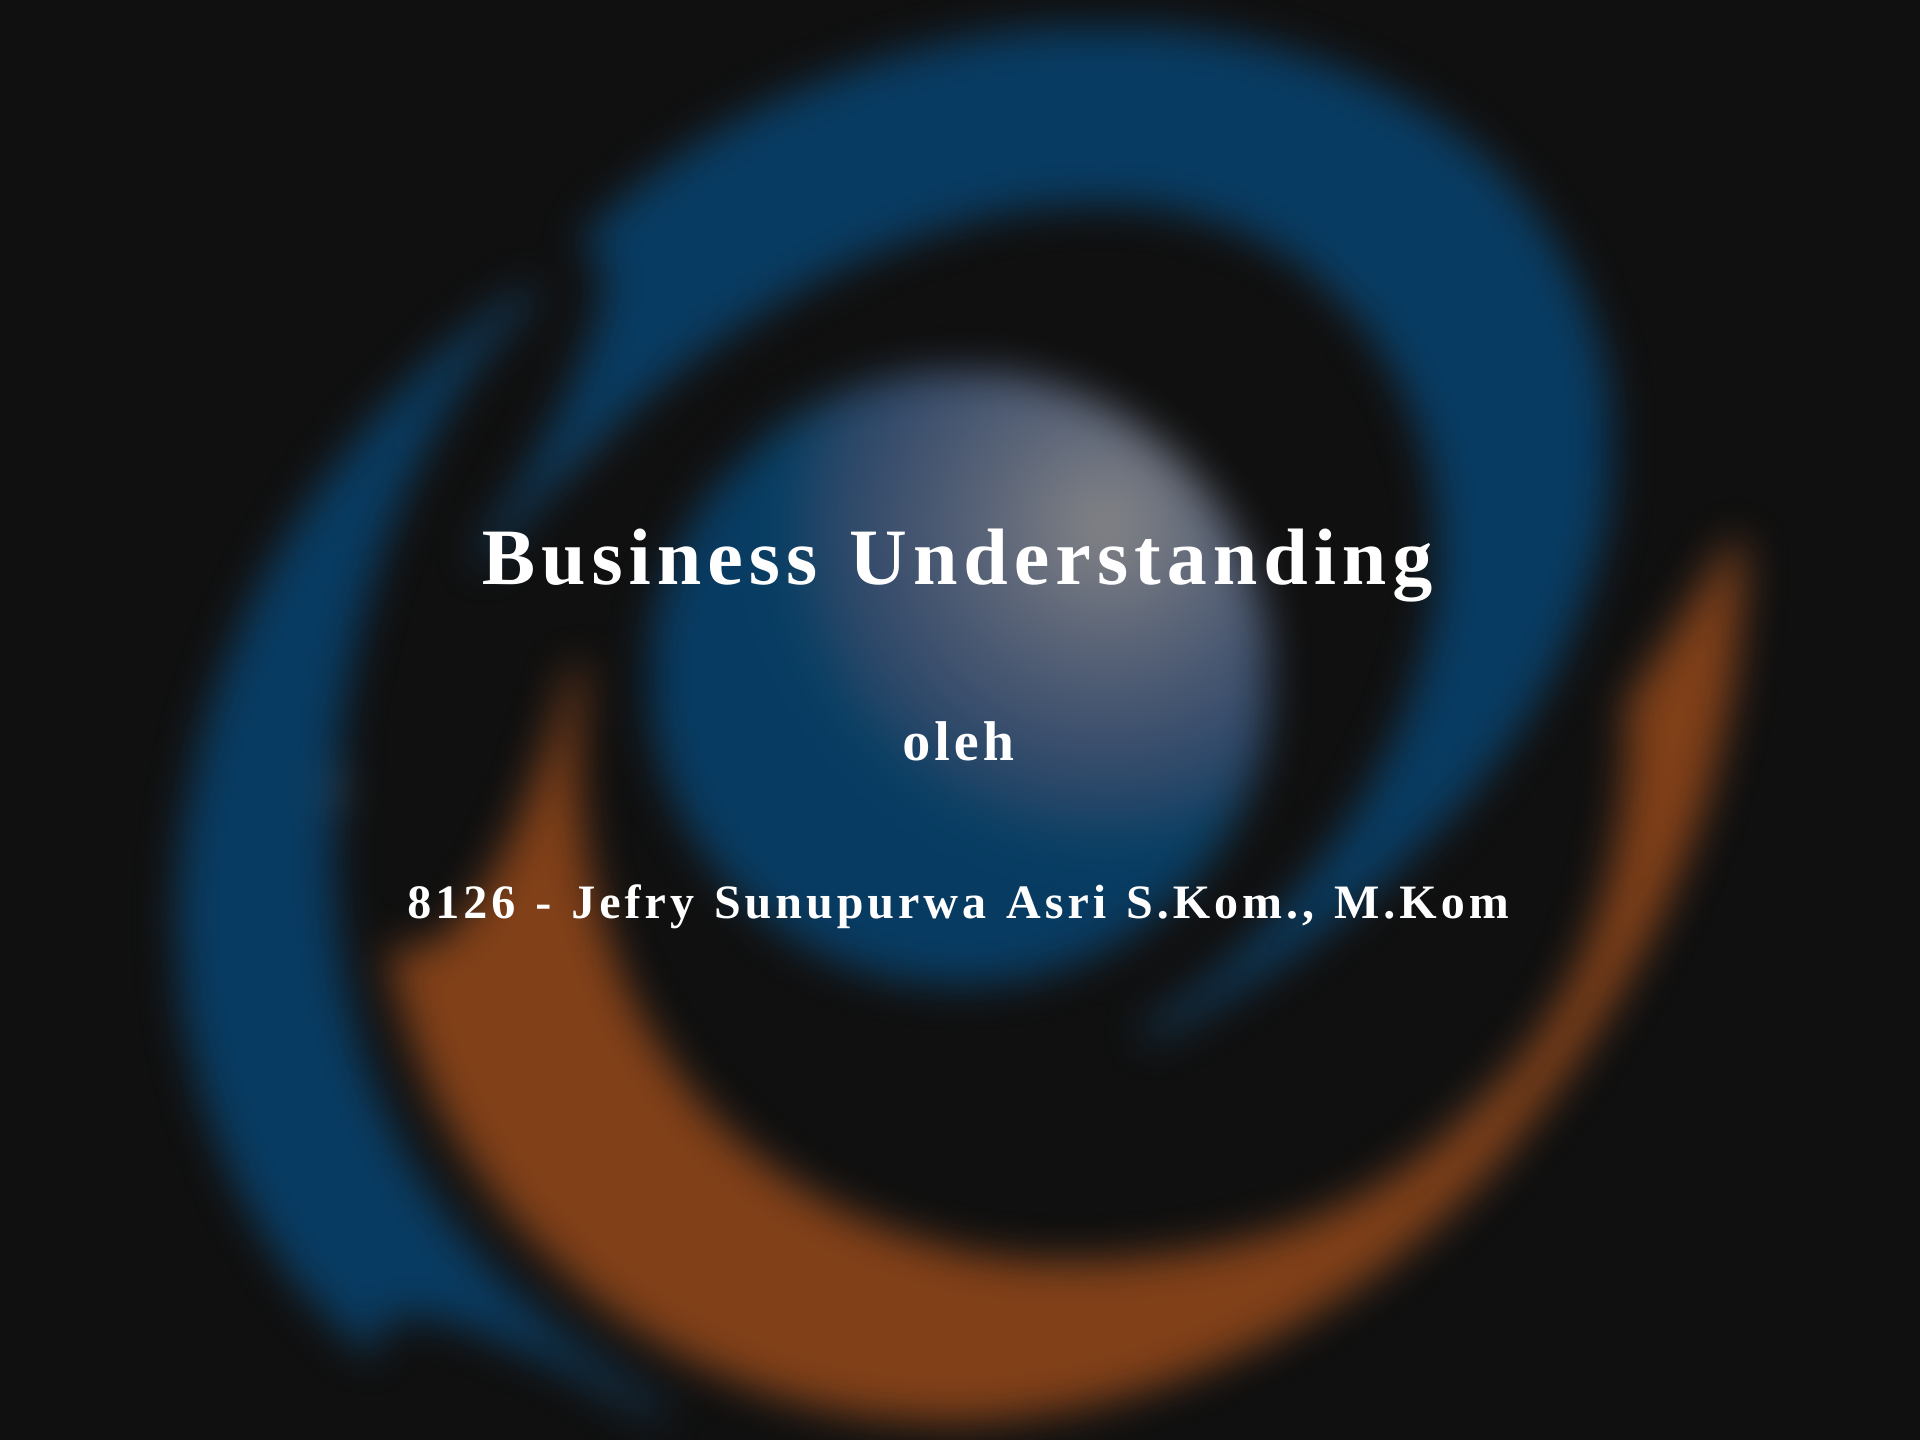 Business Understanding
oleh
8126 - Jefry Sunupurwa Asri S.Kom., M.Kom